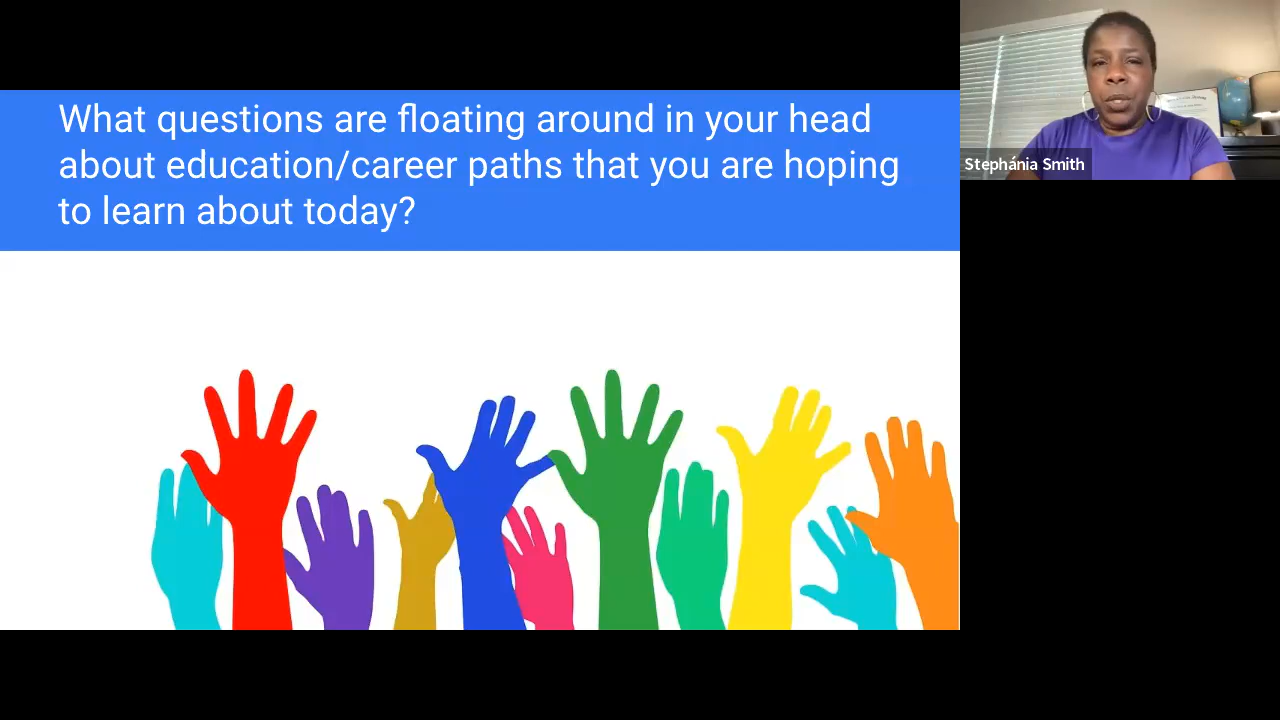 What questions are floating around in your head
about education/career paths that you are hoping
to learn about today?
Stephánia Smith